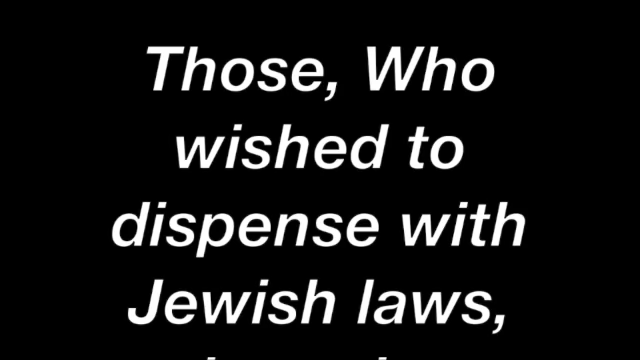 Those, Who
wished to
dispense with
Jewish laws,